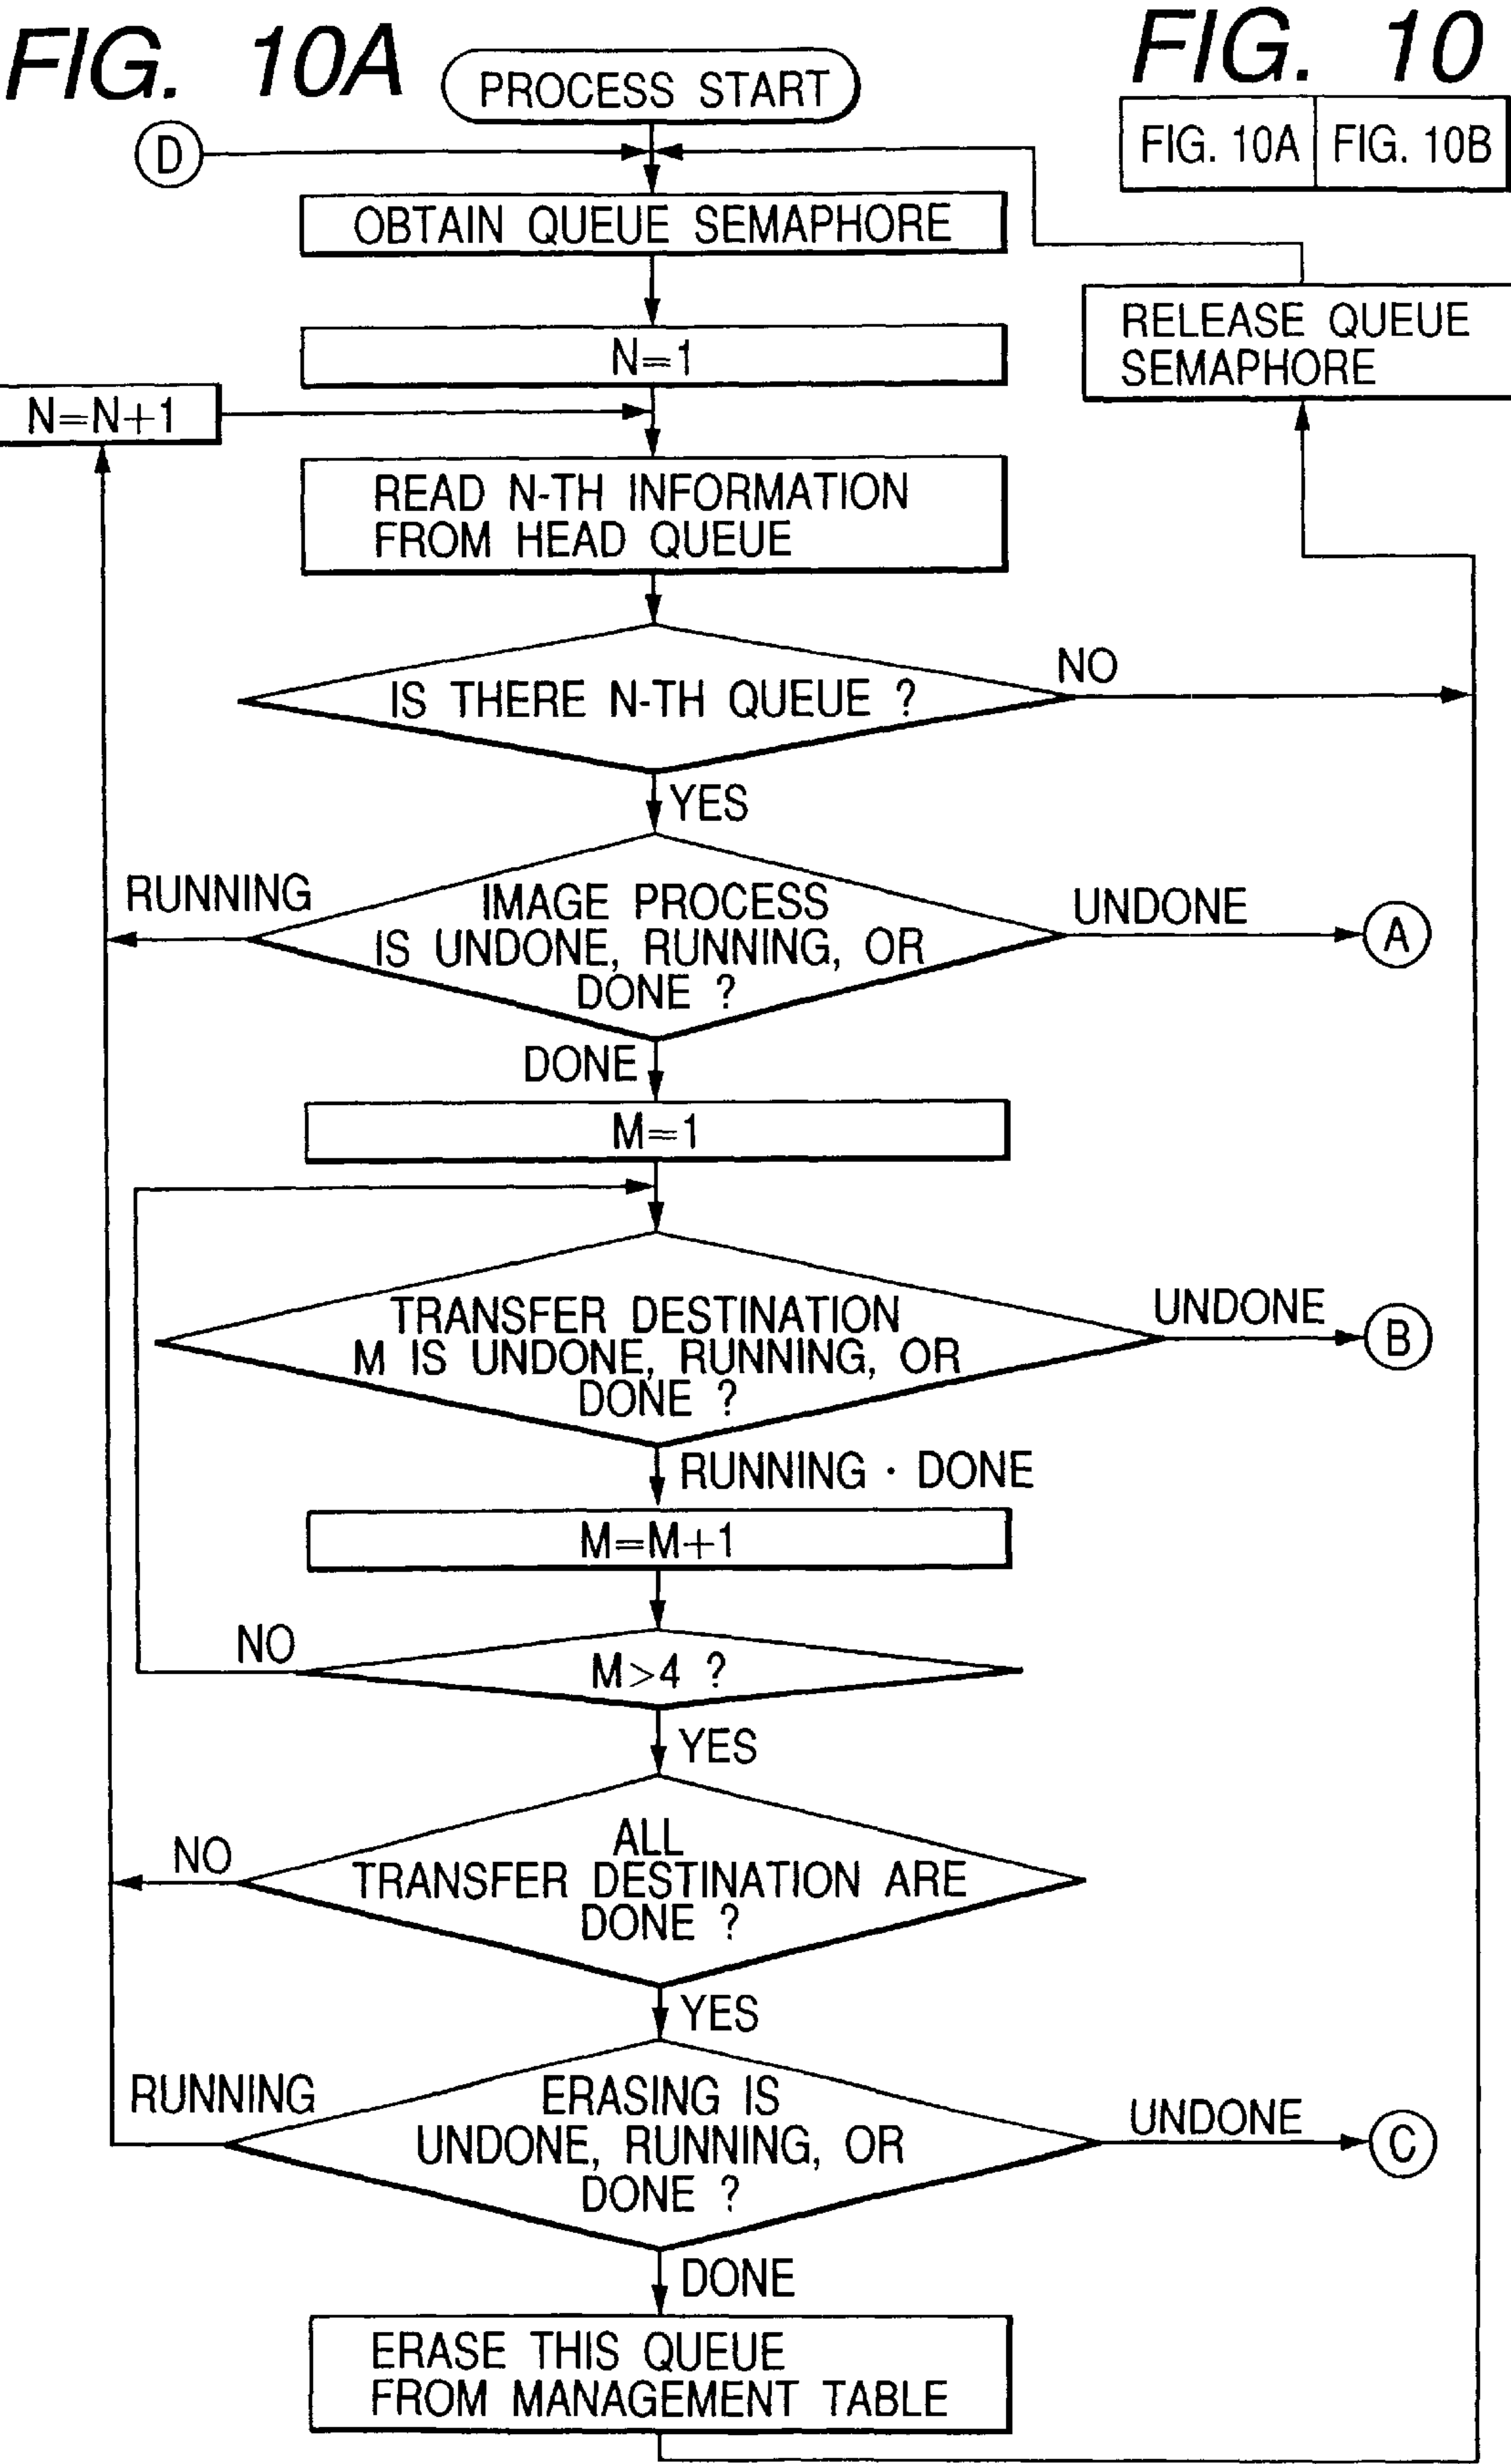 FIG. 10A
FIG. 10
PROCESS START
FIG. 10A
FIG. 10B
D
OBTAIN QUEUE SEMAPHORE
RELEASE QUEUE
SEMAPHORE
N=1
N=N+1
READ N-TH INFORMATION
FROM HEAD QUEUE
IS THERE N-TH QUEUE ?
NO
YES
RUNNING
IMAGE PROCESS
IS UNDONE, RUNNING, OR
DONE ?
UNDONE
A
DONE
M=1
TRANSFER DESTINATION
M IS UNDONE, RUNNING, OR
DONE ?
UNDONE
B
RUNNING · DONE
M=M+1
NO
M>4 ?
YES
ALL
TRANSFER DESTINATION ARE
DONE ?
NO
YES
RUNNING
ERASING IS
UNDONE, RUNNING, OR
DONE ?
UNDONE
C
DONE
ERASE THIS QUEUE
FROM MANAGEMENT TABLE